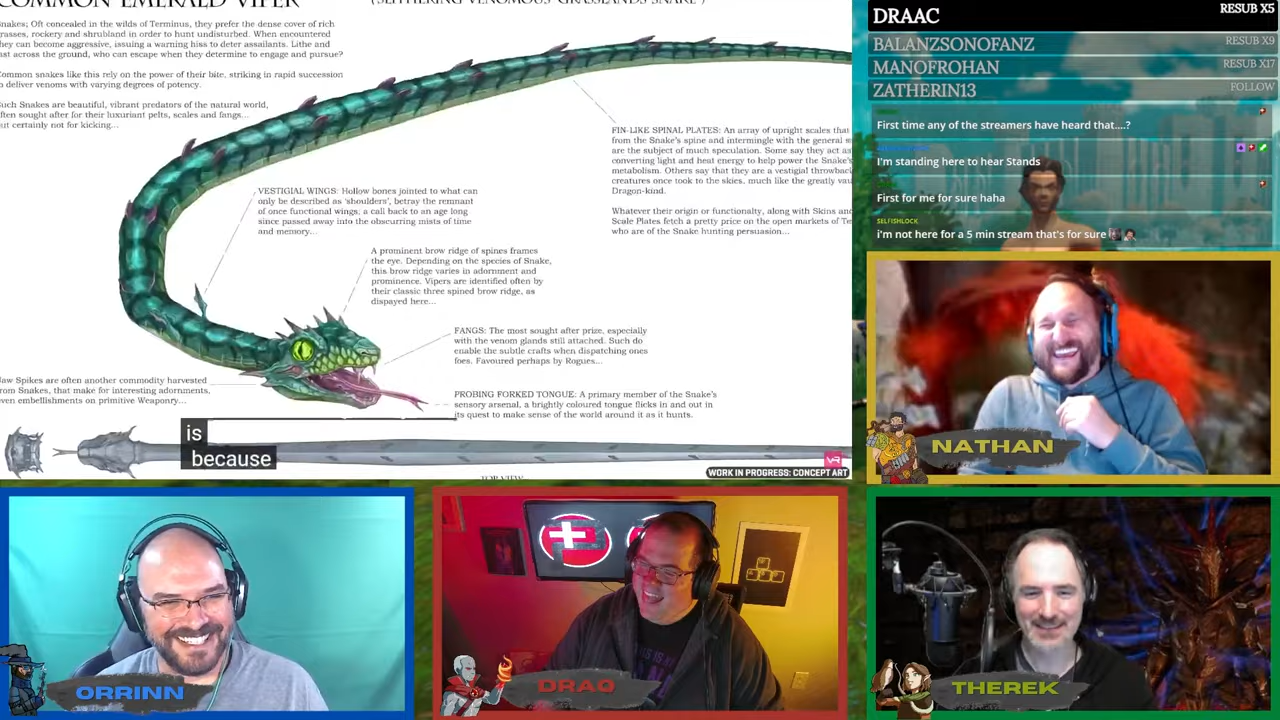 COMMON EMERALD VIPER
(SLITHERING VENOMOUS GRASSLANDS SNAKE )
Snakes; Oft concealed in the wilds of Terminus, they prefer the dense cover of rich
grasses, rockery and shrubland in order to hunt undisturbed. When encountered
they can become aggressive, issuing a warning hiss to deter assailants. Lithe and
fast across the ground, who can escape when they determine to engage and pursue?
Common snakes like this rely on the power of their bite, striking in rapid succession
to deliver venoms with varying degrees of potency.
Such Snakes are beautiful, vibrant predators of the natural world,
often sought after for their luxuriant pelts, scales and fangs...
but certainly not for kicking...
VESTIGIAL WINGS: Hollow bones jointed to what can
only be described as 'shoulders', betray the remnant
of once functional wings; a call back to an age long
since passed away into the obscurring mists of time
and memory...
FIN-LIKE SPINAL PLATES: An array of upright scales that
from the Snake's spine and intermingle with the general s
are the subject of much speculation. Some say they act as
converting light and heat energy to help power the Snake's
metabolism. Others say that they are a vestigial throwback
creatures once took to the skies, much like the greatly vau
Dragon-kind.
Whatever their origin or functionality, along with Skins and
Scale Plates fetch a pretty price on the open markets of Te
who are of the Snake hunting persuasion...
A prominent brow ridge of spines frames
the eye. Depending on the species of Snake,
this brow ridge varies in adornment and
prominence. Vipers are identified often by
their classic three spined brow ridge, as
dispayed here...
FANGS: The most sought after prize, especially
with the venom glands still attached. Such do
enable the subtle crafts when dispatching ones
foes. Favoured perhaps by Rogues...
Jaw Spikes are often another commodity harvested
from Snakes, that make for interesting adornments,
even embellishments on primitive Weaponry...
PROBING FORKED TONGUE: A primary member of the Snake's
sensory arsenal, a brightly coloured tongue flicks in and out in
its quest to make sense of the world around it as it hunts.
is
because
VR
WORK IN PROGRESS: CONCEPT ART
TOP VIEW
DRAAC RESUB X5
BALANZSONOFANZ RESUB X9
MANOFROHAN RESUB X17
ZATHERIN13 FOLLOW
First time any of the streamers have heard that....?
I'm standing here to hear Stands
First for me for sure haha
SELFISHLOCK
i'm not here for a 5 min stream that's for sure
NATHAN
ORRINN
DRAQ
THEREK